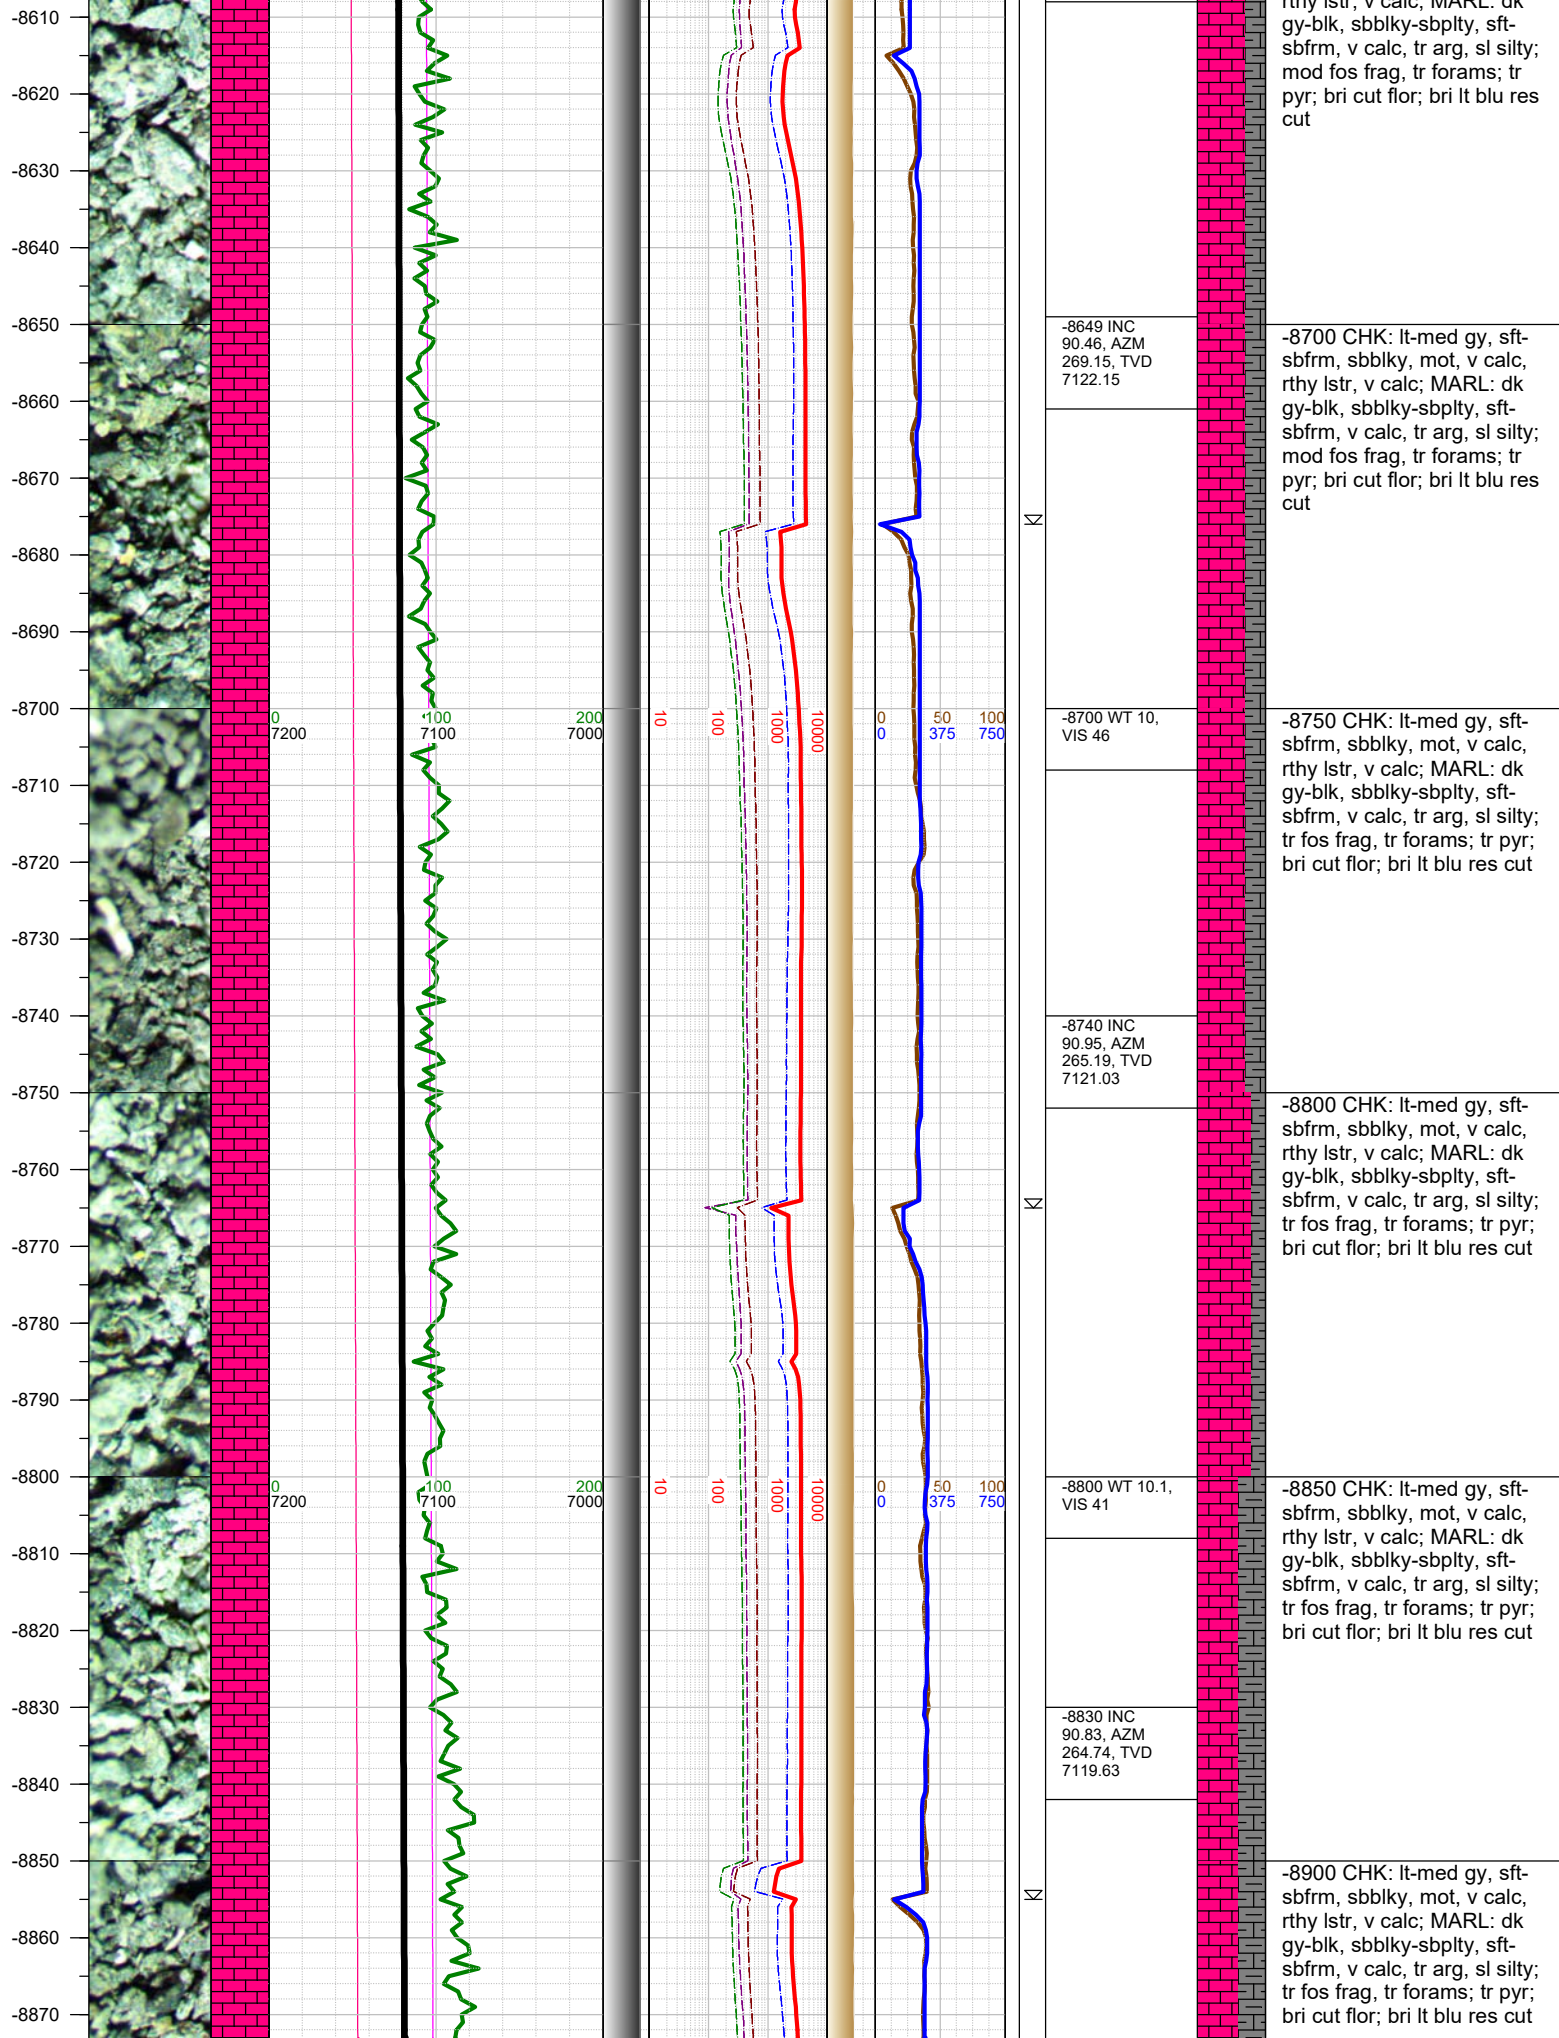 -8610
-8620
-8630
-8640
-8650
-8660
-8670
-8680
-8690
-8700
-8710
-8720
-8730
-8740
-8750
-8760
-8770
-8780
-8790
-8800
-8810
-8820
-8830
-8840
-8850
-8860
-8870
0 100 200
7200 7100 7000
10 100 1000 10000
0 50 100
0 375 750
0 100 200
7200 7100 7000
10 100 1000 10000
0 50 100
0 375 750
-8649 INC
90.46, AZM
269.15, TVD
7122.15
-8700 WT 10,
VIS 46
-8740 INC
90.95, AZM
265.19, TVD
7121.03
-8800 WT 10.1,
VIS 41
-8830 INC
90.83, AZM
264.74, TVD
7119.63
rthy lstr, v calc; MARL: dk
gy-blk, sbblky-sbplty, sft-
sbfrm, v calc, tr arg, sl silty;
mod fos frag, tr forams; tr
pyr; bri cut flor; bri lt blu res
cut
-8700 CHK: lt-med gy, sft-
sbfrm, sbblky, mot, v calc,
rthy lstr, v calc; MARL: dk
gy-blk, sbblky-sbplty, sft-
sbfrm, v calc, tr arg, sl silty;
mod fos frag, tr forams; tr
pyr; bri cut flor; bri lt blu res
cut
-8750 CHK: lt-med gy, sft-
sbfrm, sbblky, mot, v calc,
rthy lstr, v calc; MARL: dk
gy-blk, sbblky-sbplty, sft-
sbfrm, v calc, tr arg, sl silty;
tr fos frag, tr forams; tr pyr;
bri cut flor; bri lt blu res cut
-8800 CHK: lt-med gy, sft-
sbfrm, sbblky, mot, v calc,
rthy lstr, v calc; MARL: dk
gy-blk, sbblky-sbplty, sft-
sbfrm, v calc, tr arg, sl silty;
tr fos frag, tr forams; tr pyr;
bri cut flor; bri lt blu res cut
-8850 CHK: lt-med gy, sft-
sbfrm, sbblky, mot, v calc,
rthy lstr, v calc; MARL: dk
gy-blk, sbblky-sbplty, sft-
sbfrm, v calc, tr arg, sl silty;
tr fos frag, tr forams; tr pyr;
bri cut flor; bri lt blu res cut
-8900 CHK: lt-med gy, sft-
sbfrm, sbblky, mot, v calc,
rthy lstr, v calc; MARL: dk
gy-blk, sbblky-sbplty, sft-
sbfrm, v calc, tr arg, sl silty;
tr fos frag, tr forams; tr pyr;
bri cut flor; bri lt blu res cut